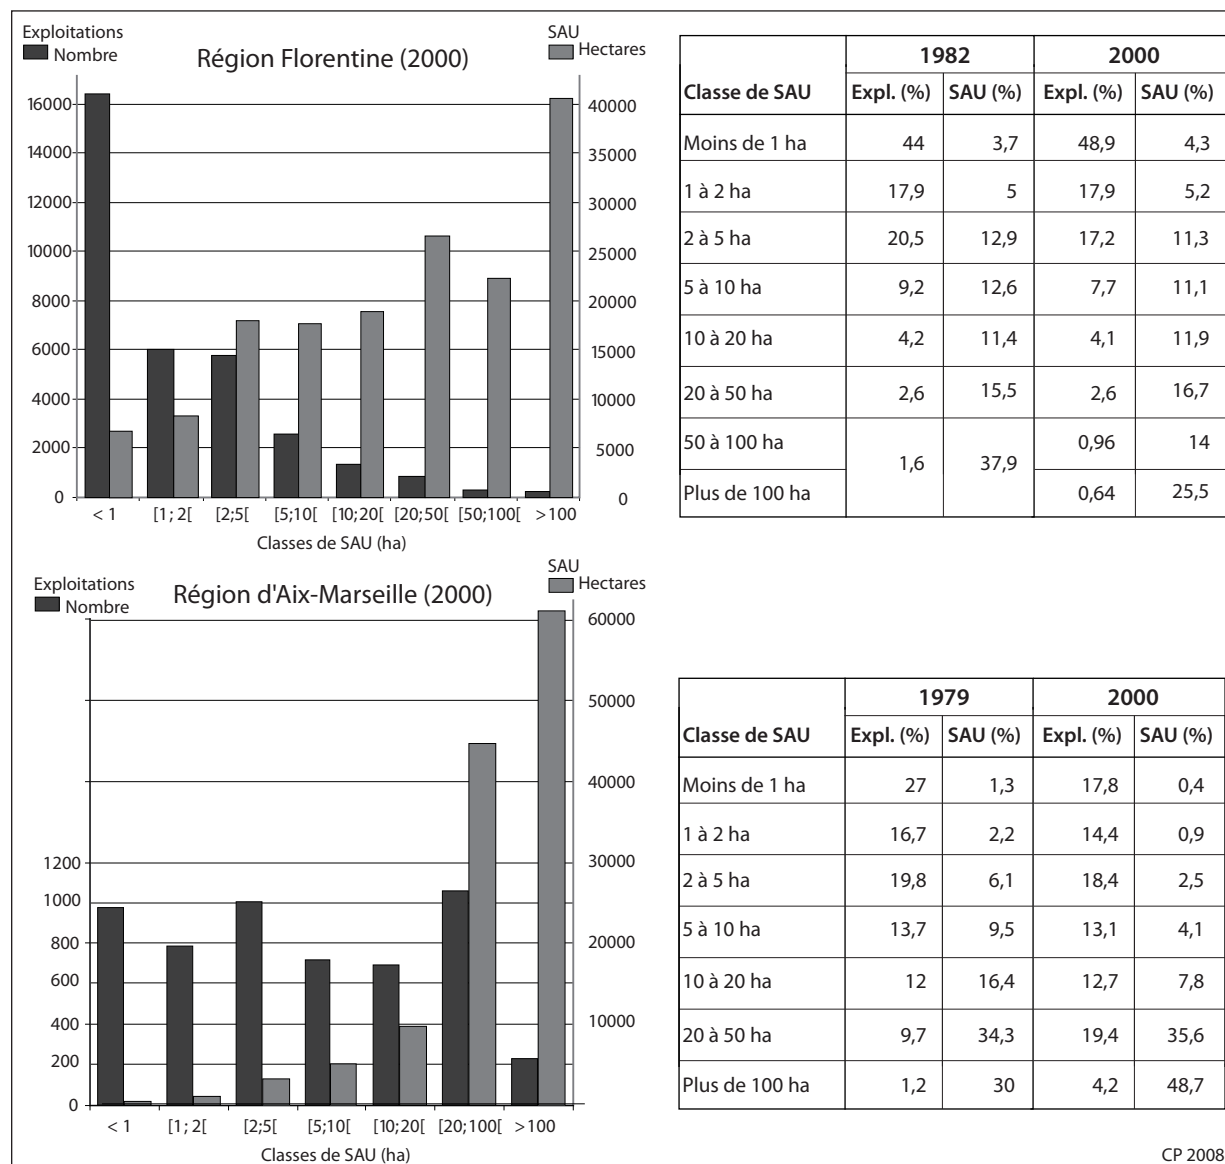 Exploitations
Nombre
Région Florentine (2000)
SAU
Hectares
16000
14000
12000
10000
8000
6000
4000
2000
0
40000
35000
30000
25000
20000
15000
10000
5000
0
< 1 [1; 2[ [2;5[ [5;10[ [10;20[ [20;50[ [50;100[ >100
Classes de SAU (ha)
1982 2000
Classe de SAU Expl. (%) SAU (%) Expl. (%) SAU (%)
Moins de 1 ha 44 3,7 48,9 4,3
1 à 2 ha 17,9 5 17,9 5,2
2 à 5 ha 20,5 12,9 17,2 11,3
5 à 10 ha 9,2 12,6 7,7 11,1
10 à 20 ha 4,2 11,4 4,1 11,9
20 à 50 ha 2,6 15,5 2,6 16,7
50 à 100 ha 1,6 37,9 0,96 14
Plus de 100 ha 0,64 25,5
Exploitations
Nombre
Région d'Aix-Marseille (2000)
SAU
Hectares
1200
1000
800
600
400
200
0
60000
50000
40000
30000
20000
10000
< 1 [1; 2[ [2;5[ [5;10[ [10;20[ [20;100[ >100
Classes de SAU (ha)
1979 2000
Classe de SAU Expl. (%) SAU (%) Expl. (%) SAU (%)
Moins de 1 ha 27 1,3 17,8 0,4
1 à 2 ha 16,7 2,2 14,4 0,9
2 à 5 ha 19,8 6,1 18,4 2,5
5 à 10 ha 13,7 9,5 13,1 4,1
10 à 20 ha 12 16,4 12,7 7,8
20 à 50 ha 9,7 34,3 19,4 35,6
Plus de 100 ha 1,2 30 4,2 48,7
CP 2008